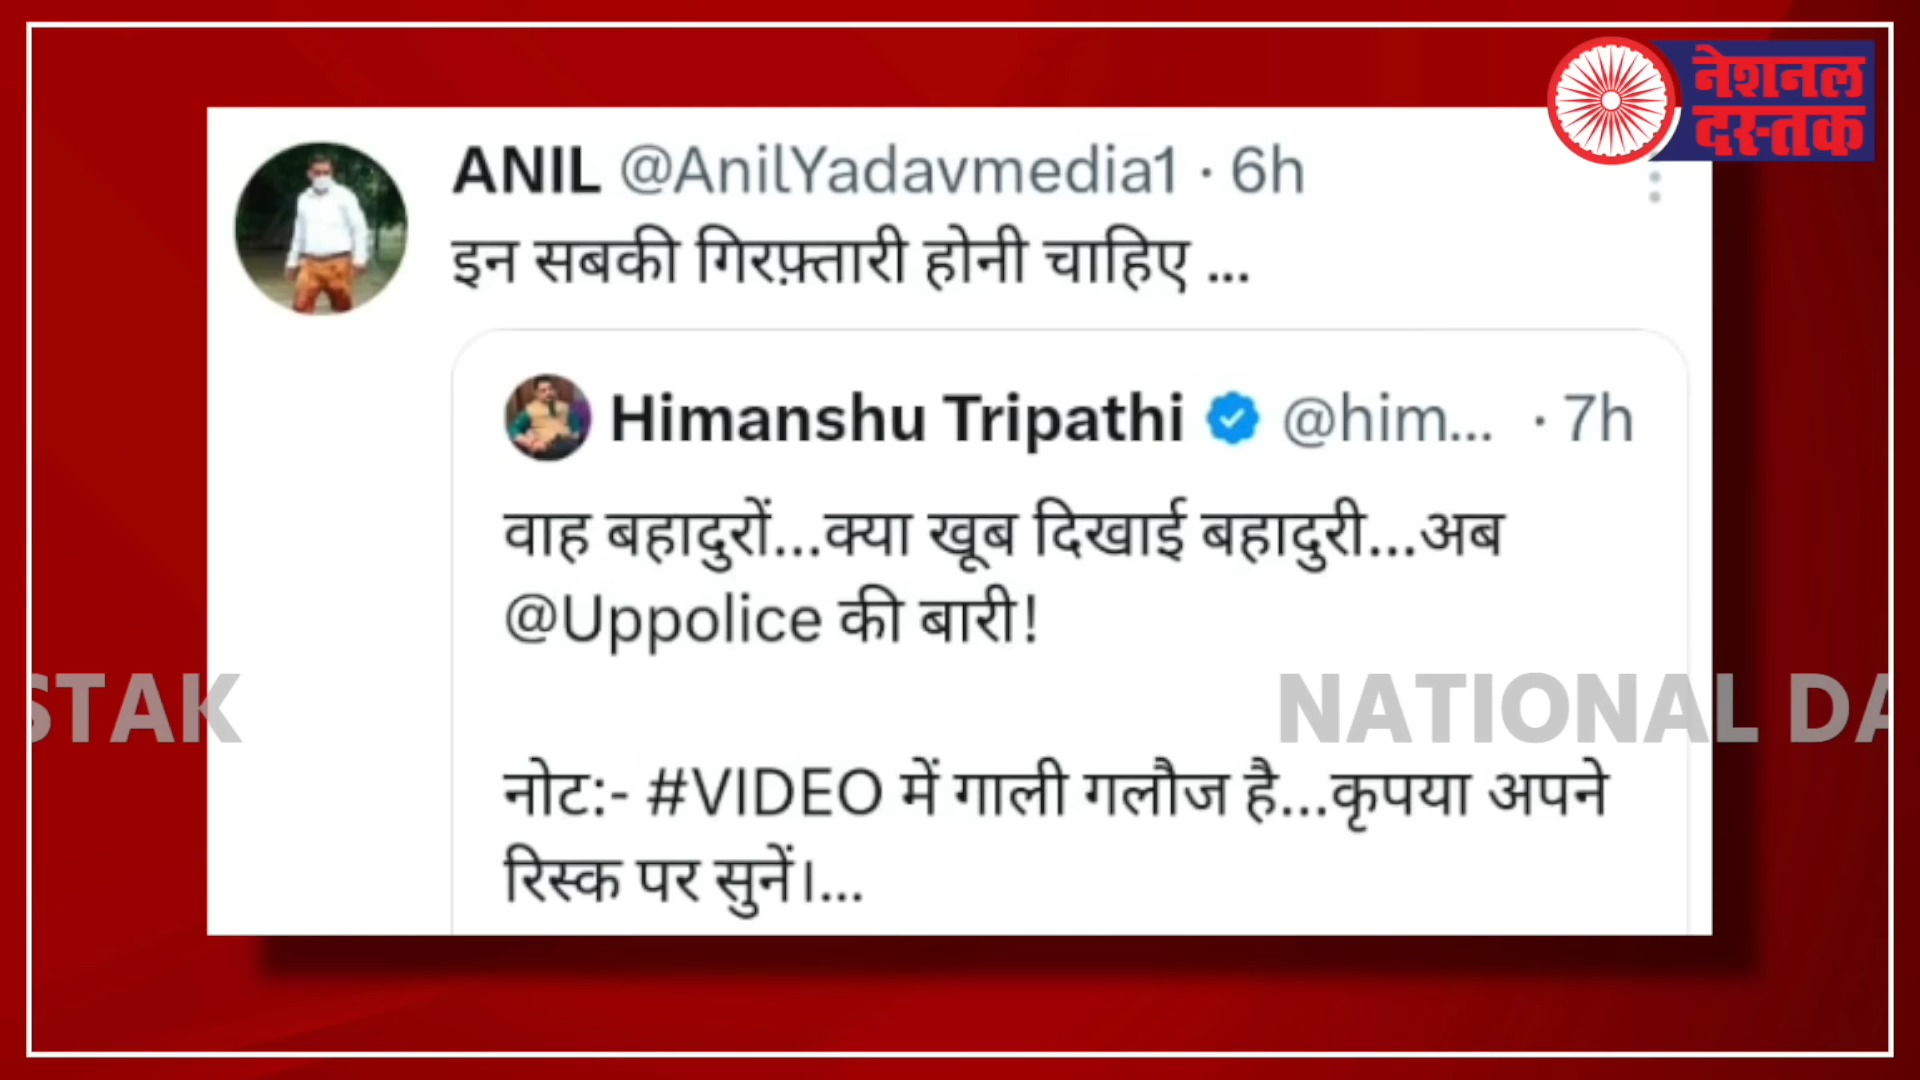 नेशनल
दस्तक
ANIL @AnilYadavmedia1 · 6h
इन सबकी गिरफ़्तारी होनी चाहिए ...
Himanshu Tripathi @him... · 7h
वाह बहादुरों...क्या खूब दिखाई बहादुरी...अब
@Uppolice की बारी!
STAK
NATIONAL DA
नोट:- #VIDEO में गाली गलौज है...कृपया अपने
रिस्क पर सुनें।...